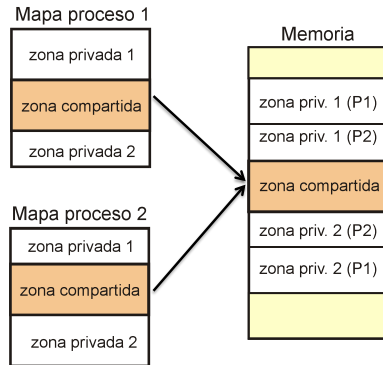 Mapa proceso 1
zona privada 1
zona compartida
zona privada 2
Mapa proceso 2
zona privada 1
zona compartida
zona privada 2
Memoria
zona priv. 1 (P1)
zona priv. 1 (P2)
zona compartida
zona priv. 2 (P2)
zona priv. 2 (P1)